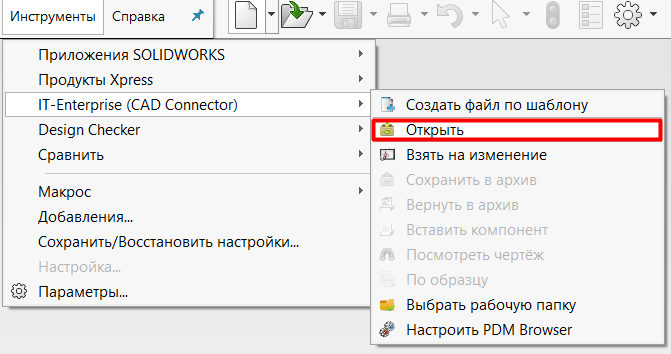 Инструменты Справка
Приложения SOLIDWORKS
Продукты Xpress
IT-Enterprise (CAD Connector)
Design Checker
Сравнить
Макрос
Добавления...
Сохранить/Восстановить настройки...
Настройка...
Параметры...
Создать файл по шаблону
Открыть
Взять на изменение
Сохранить в архив
Вернуть в архив
Вставить компонент
Посмотреть чертёж
По образцу
Выбрать рабочую папку
Настроить PDM Browser